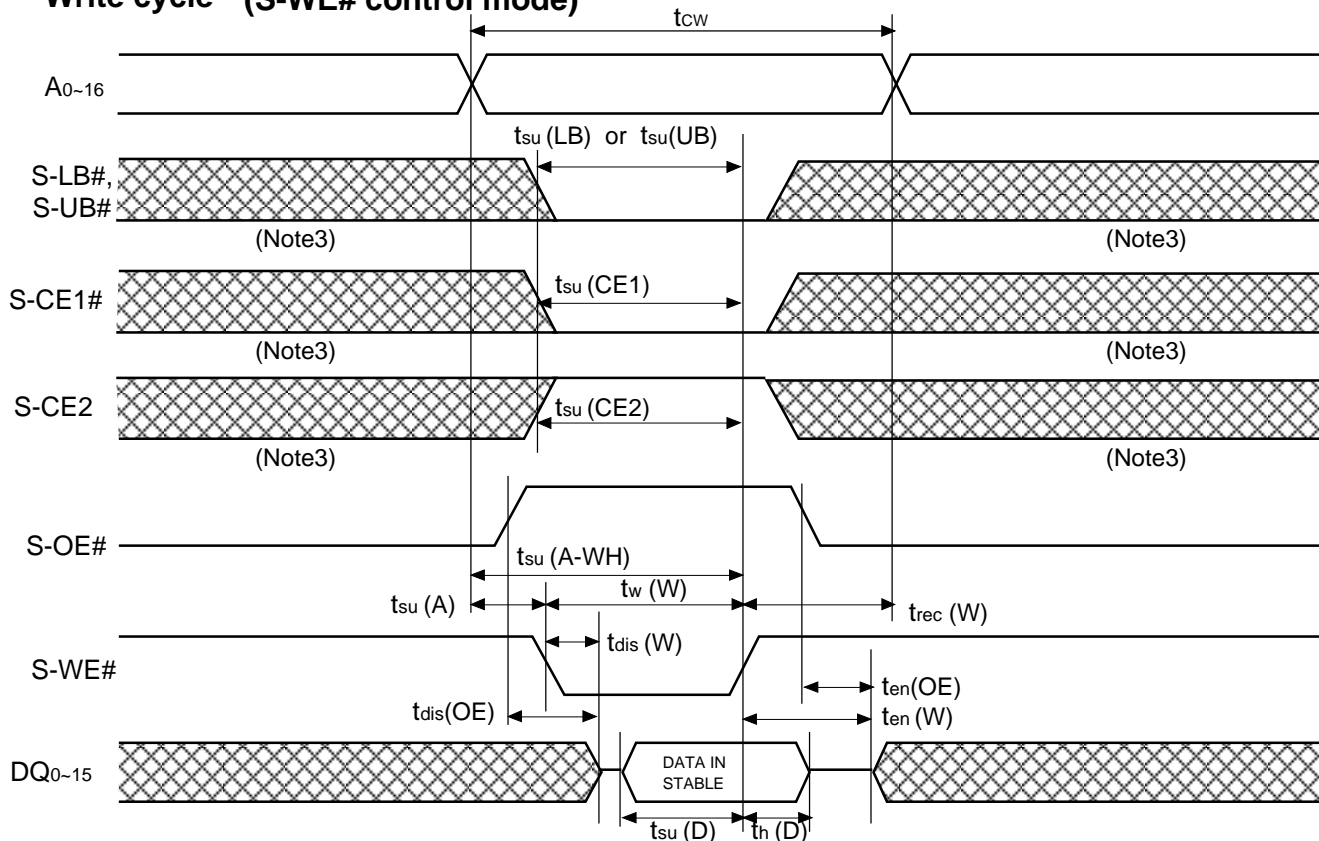 Write cycle (S-WE# control mode)
tCW
A0~16
tsu (LB) or tsu(UB)
S-LB#,
S-UB#
(Note3) (Note3)
S-CE1# tsu (CE1)
(Note3) (Note3)
S-CE2 tsu (CE2)
(Note3) (Note3)
S-OE#
tsu (A-WH)
tsu (A) tw (W) trec (W)
tdis (W)
S-WE#
ten(OE)
tdis(OE) ten (W)
DQ0~15 DATA IN
STABLE
tsu (D) th (D)